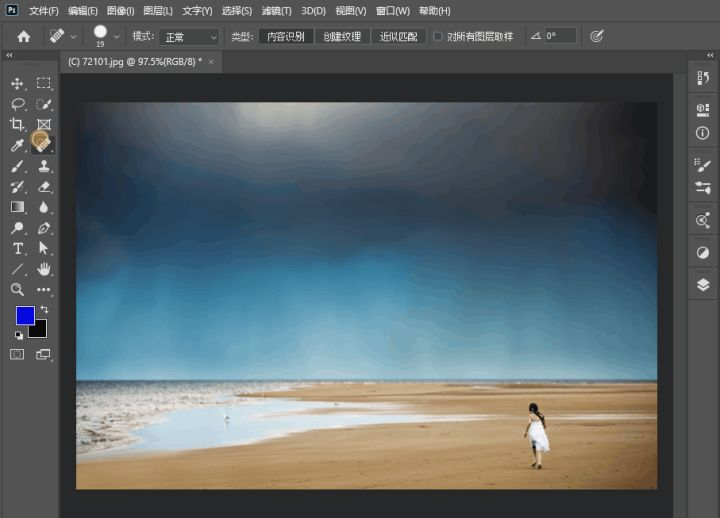 Ps 文件(F) 编辑(E) 图像(I) 图层(L) 文字(Y) 选择(S) 滤镜(T) 3D(D) 视图(V) 窗口(W) 帮助(H)
19 模式: 正常 类型: 内容识别 创建纹理 近似匹配 对所有图层取样 0°
(C) 72101.jpg @ 97.5%(RGB/8) * ×